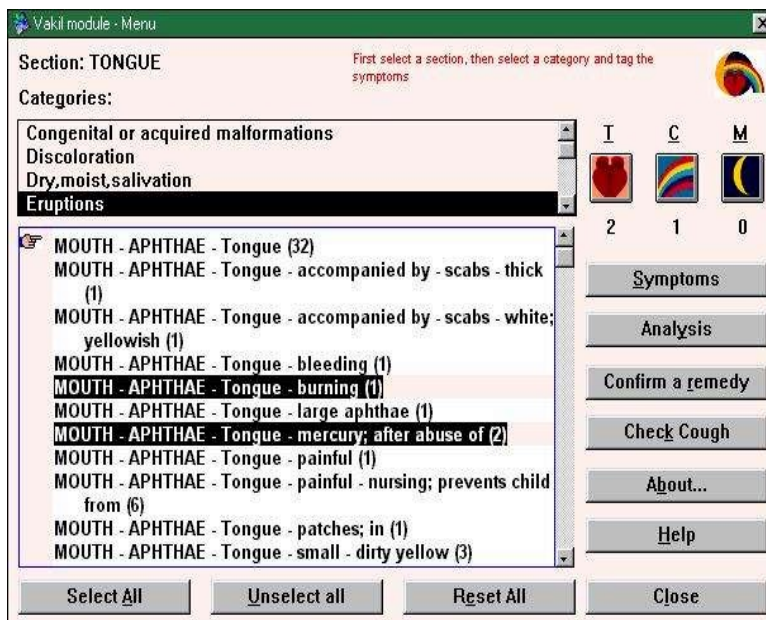 Vakil module - Menu
Section: TONGUE
First select a section, then select a category and tag the
symptoms
Categories:
Congenital or acquired malformations
Discoloration
Dry,moist,salivation
Eruptions
T C M
2 1 0
MOUTH - APHTHAE - Tongue (32)
MOUTH - APHTHAE - Tongue - accompanied by - scabs - thick
(1)
MOUTH - APHTHAE - Tongue - accompanied by - scabs - white;
yellowish (1)
MOUTH - APHTHAE - Tongue - bleeding (1)
MOUTH - APHTHAE - Tongue - burning (1)
MOUTH - APHTHAE - Tongue - large aphthae (1)
MOUTH - APHTHAE - Tongue - mercury; after abuse of (2)
MOUTH - APHTHAE - Tongue - painful (1)
MOUTH - APHTHAE - Tongue - painful - nursing; prevents child
from (6)
MOUTH - APHTHAE - Tongue - patches; in (1)
MOUTH - APHTHAE - Tongue - small - dirty yellow (3)
Symptoms
Analysis
Confirm a remedy
Check Cough
About...
Help
Select All
Unselect all
Reset All
Close